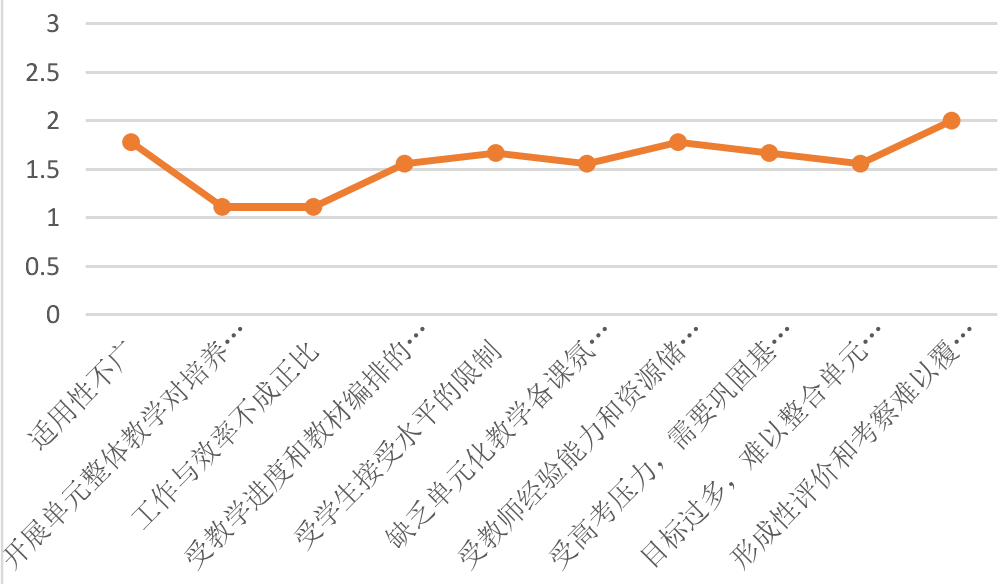 3
2.5
2
1.5
1
0.5
0
适用性不广
开展单元整体教学对培养…
工作与效率不成正比
受教学进度和教材编排的…
受学生接受水平的限制
缺乏单元化教学备课氛…
受教师经验能力和资源储…
受高考压力，需要巩固基…
目标过多，难以整合单元…
形成性评价和考察难以覆…